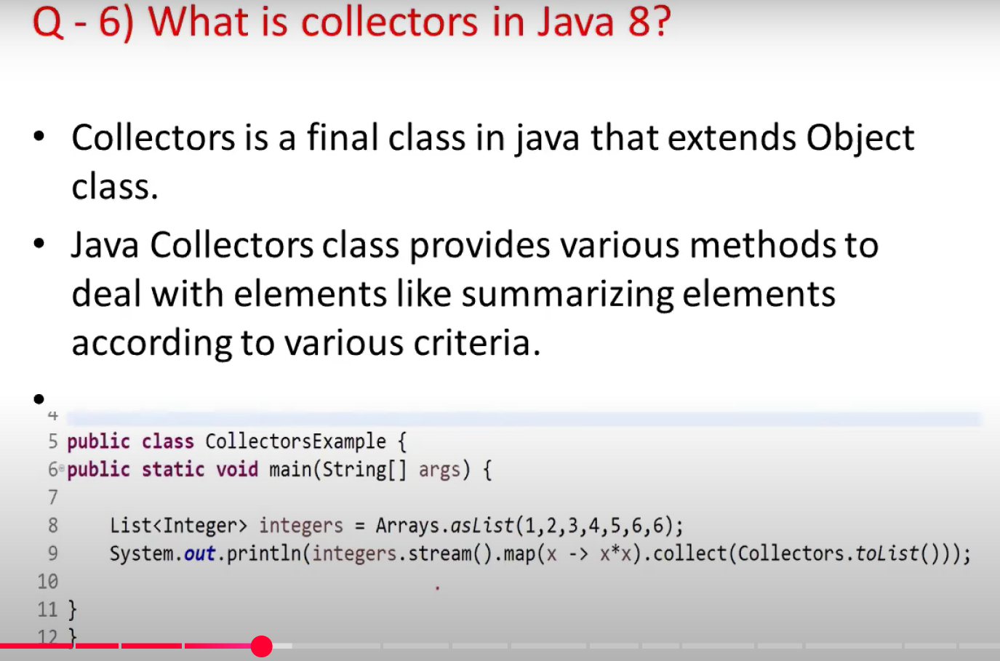 Q - 6) What is collectors in Java 8?
• Collectors is a final class in java that extends Object
class.
• Java Collectors class provides various methods to
deal with elements like summarizing elements
according to various criteria.
•
4
5 public class CollectorsExample {
6 public static void main(String[] args) {
7
8 List<Integer> integers = Arrays.asList(1,2,3,4,5,6,6);
9 System.out.println(integers.stream().map(x -> x*x).collect(Collectors.toList()));
10
11 }
12 }